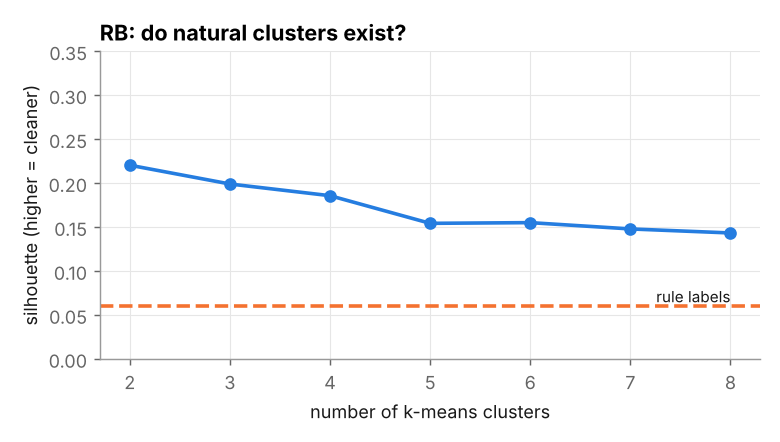 RB: do natural clusters exist?
silhouette (higher = cleaner)
0.35
0.30
0.25
0.20
0.15
0.10
0.05
0.00
rule labels
2 3 4 5 6 7 8
number of k-means clusters